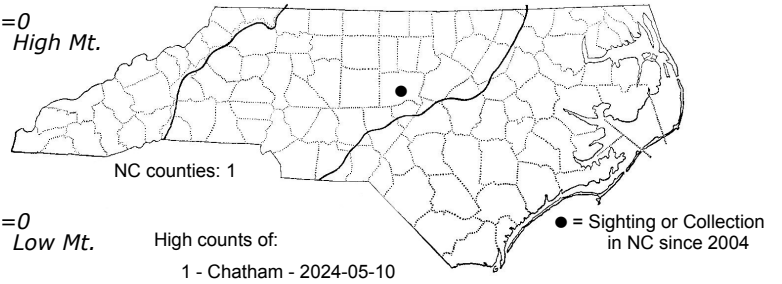 =0
High Mt.
NC counties: 1
=0
Low Mt.
High counts of:
1 - Chatham - 2024-05-10
● = Sighting or Collection
in NC since 2004